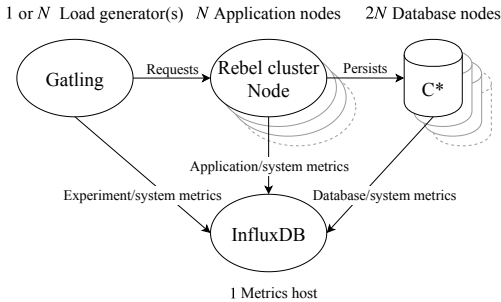 1 or N Load generator(s) N Application nodes 2N Database nodes
Gatling
Requests
Rebel cluster
Node
Persists
C*
Application/system metrics
Experiment/system metrics
Database/system metrics
InfluxDB
1 Metrics host